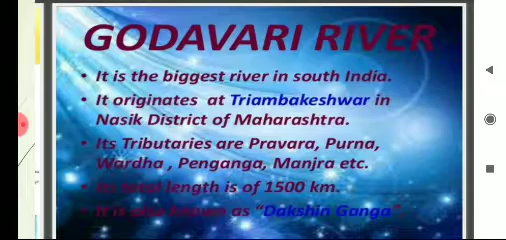 GODAVARI RIVER
• It is the biggest river in south India.
• It originates at Triambakeshwar in
Nasik District of Maharashtra.
• Its Tributaries are Pravara, Purna,
Wardha , Penganga, Manjra etc.
• Its total length is of 1500 km.
• It is also known as “Dakshin Ganga”